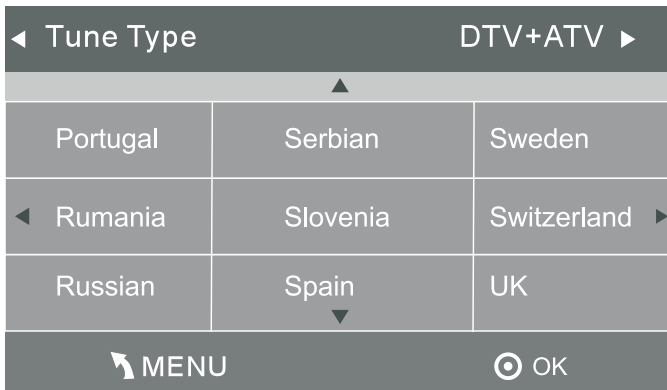 Tune Type DTV+ATV
Portugal Serbian Sweden
Rumania Slovenia Switzerland
Russian Spain UK
MENU OK